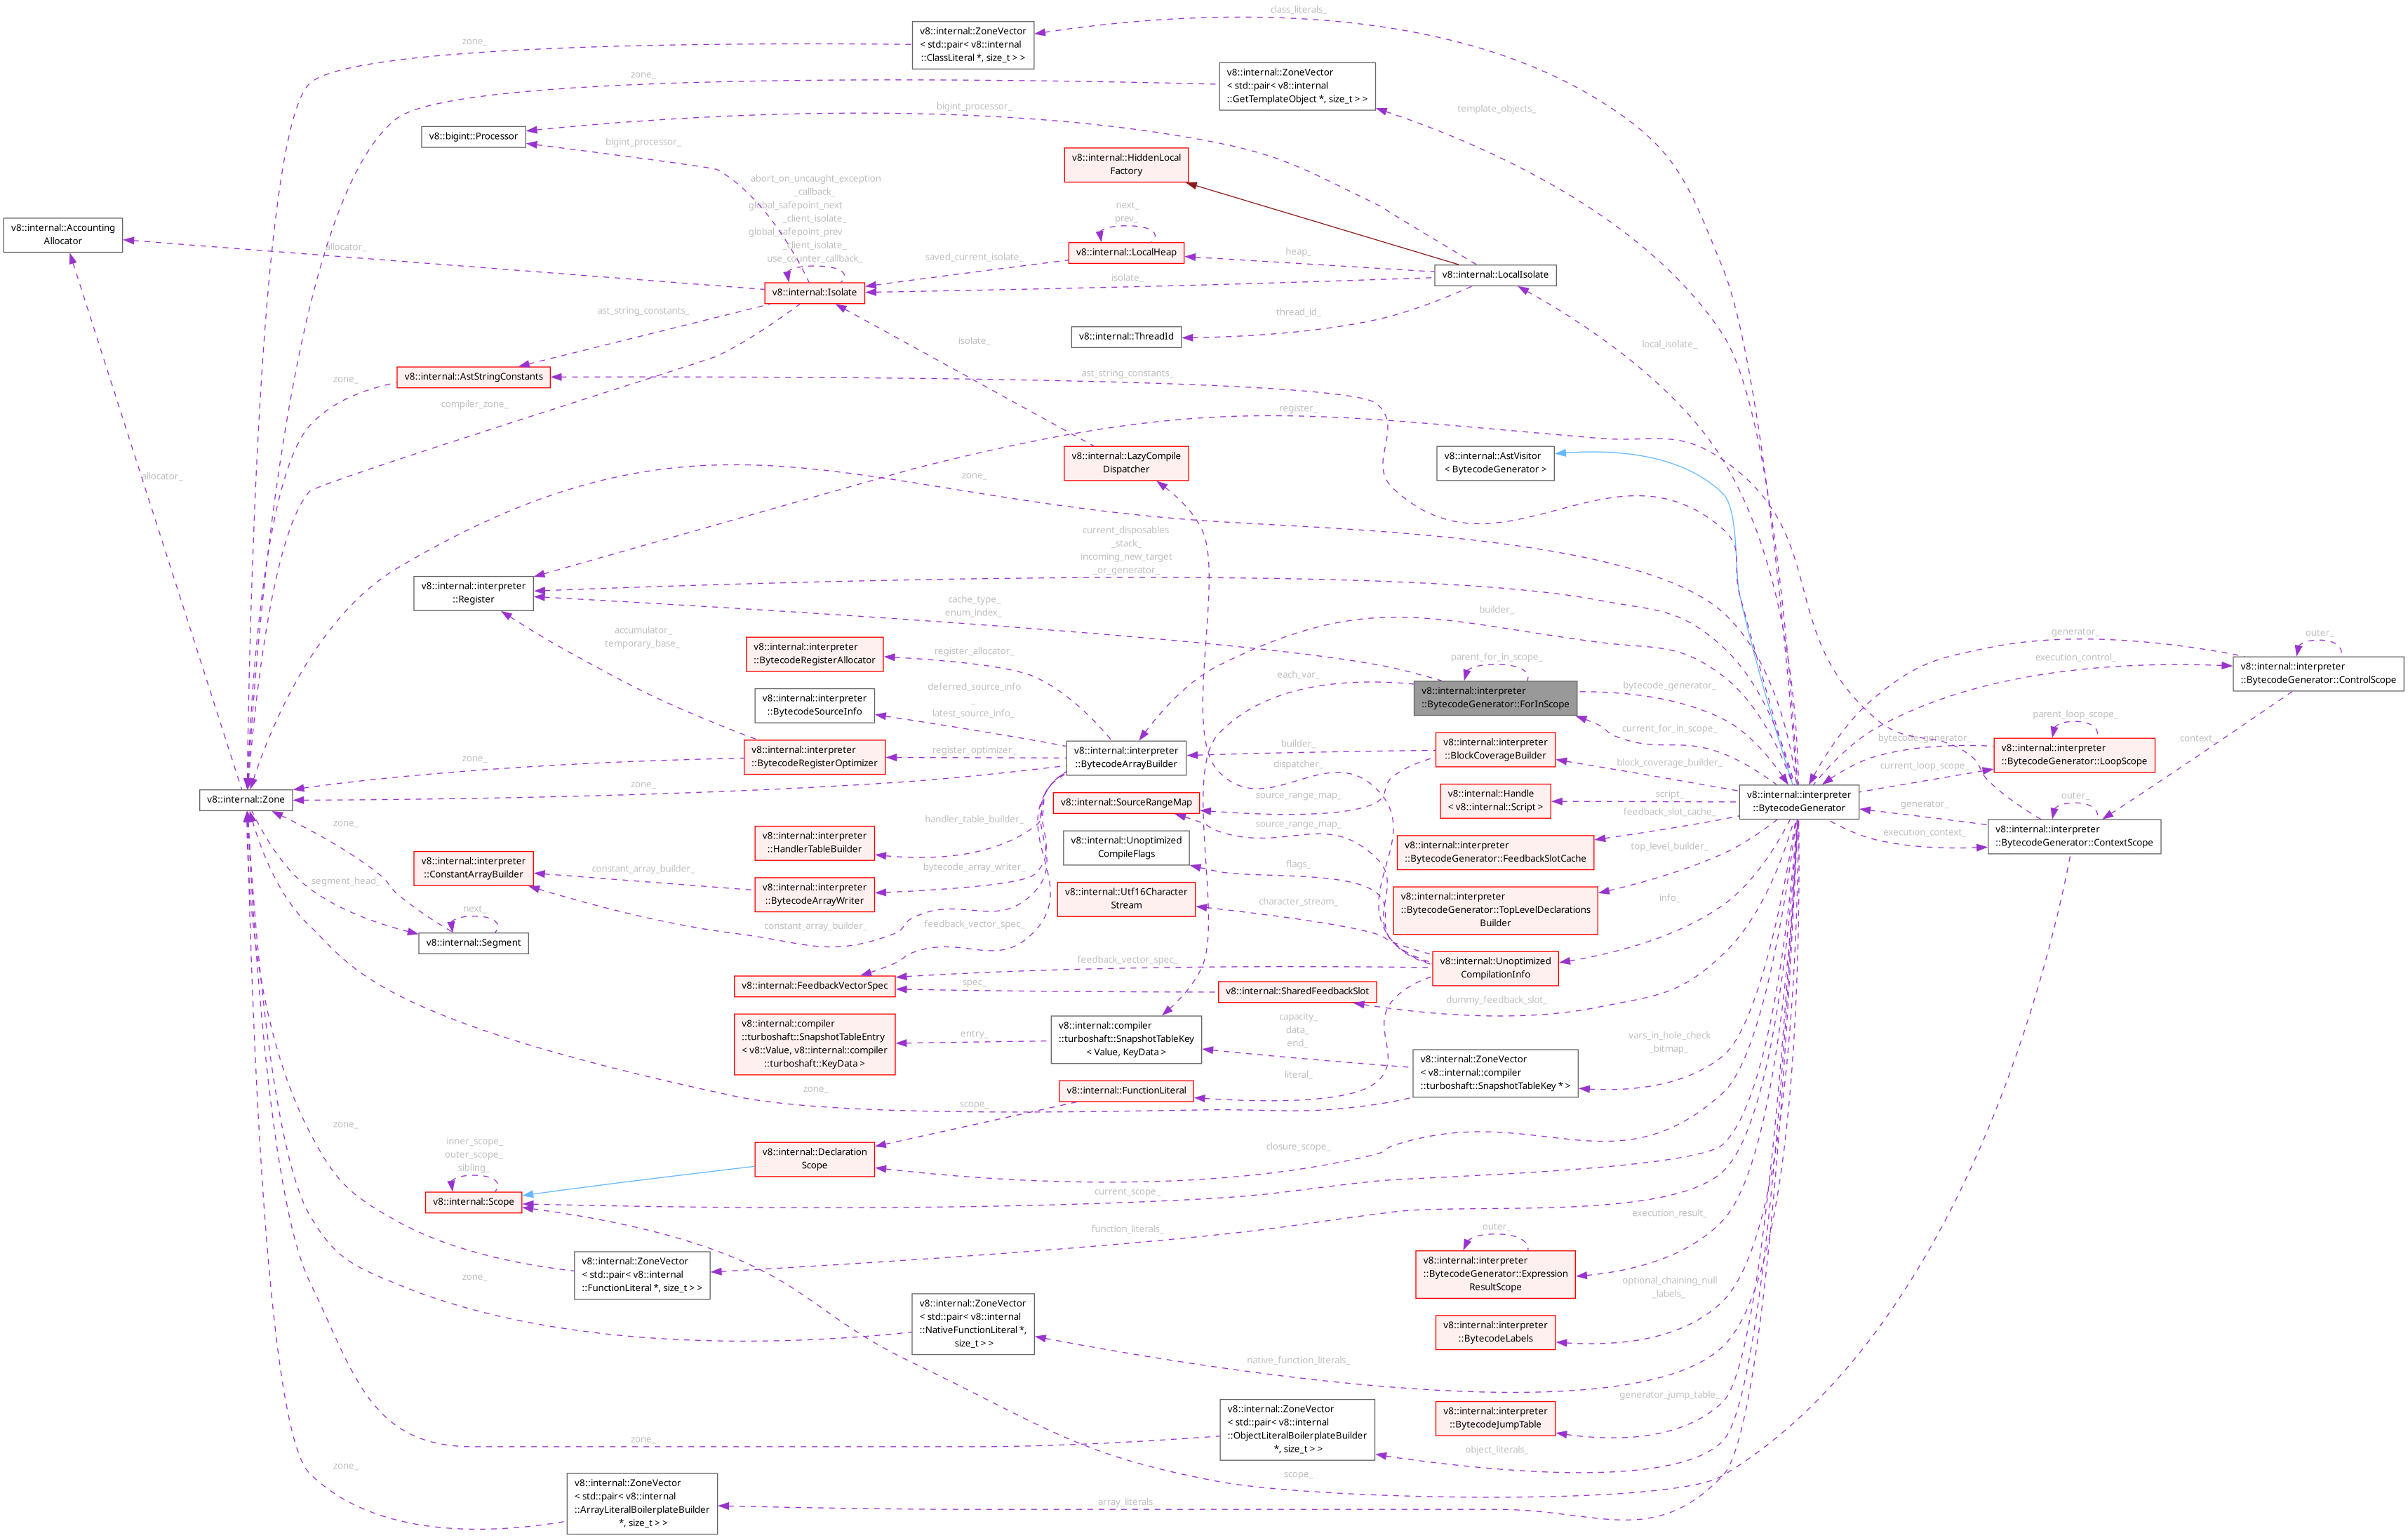 class_literals_
v8::internal::ZoneVector
< std::pair< v8::internal
::ClassLiteral *, size_t > >
zone_
zone_
v8::internal::ZoneVector
< std::pair< v8::internal
::GetTemplateObject *, size_t > >
template_objects_
bigint_processor_
v8::bigint::Processor
bigint_processor_
v8::internal::HiddenLocal
Factory
abort_on_uncaught_exception
_callback_
global_safepoint_next
_client_isolate_
global_safepoint_prev
_client_isolate_
use_counter_callback_
next_
prev_
v8::internal::Accounting
Allocator
allocator_
v8::internal::LocalHeap
saved_current_isolate_
heap_
isolate_
v8::internal::LocalIsolate
v8::internal::Isolate
ast_string_constants_
thread_id_
v8::internal::ThreadId
isolate_
local_isolate_
v8::internal::AstStringConstants
zone_
ast_string_constants_
compiler_zone_
register_
v8::internal::LazyCompile
Dispatcher
v8::internal::AstVisitor
< BytecodeGenerator >
allocator_
zone_
current_disposables
_stack_
incoming_new_target
_or_generator_
v8::internal::interpreter
::Register
cache_type_
enum_index_
builder_
accumulator_
temporary_base_
v8::internal::interpreter
::BytecodeRegisterAllocator
register_allocator_
each_var_
parent_for_in_scope_
v8::internal::interpreter
::BytecodeGenerator::ForInScope
bytecode_generator_
current_for_in_scope_
generator_
execution_control_
outer_
v8::internal::interpreter
::BytecodeGenerator::ControlScope
v8::internal::interpreter
::BytecodeSourceInfo
deferred_source_info
_
latest_source_info_
v8::internal::interpreter
::BytecodeRegisterOptimizer
register_optimizer_
v8::internal::interpreter
::BytecodeArrayBuilder
builder_
dispatcher_
v8::internal::interpreter
::BlockCoverageBuilder
block_coverage_builder_
parent_loop_scope_
bytecode_generator_
context_
v8::internal::interpreter
::BytecodeGenerator::LoopScope
current_loop_scope_
zone_
zone_
v8::internal::Zone
v8::internal::SourceRangeMap
source_range_map_
source_range_map_
v8::internal::Handle
< v8::internal::Script >
script_
v8::internal::interpreter
::BytecodeGenerator
generator_
outer_
v8::internal::interpreter
::BytecodeGenerator::ContextScope
execution_context_
feedback_slot_cache_
zone_
handler_table_builder_
v8::internal::interpreter
::HandlerTableBuilder
v8::internal::Unoptimized
CompileFlags
flags_
v8::internal::interpreter
::BytecodeGenerator::FeedbackSlotCache
top_level_builder_
v8::internal::interpreter
::ConstantArrayBuilder
constant_array_builder_
v8::internal::interpreter
::BytecodeArrayWriter
bytecode_array_writer_
segment_head_
v8::internal::Utf16Character
Stream
character_stream_
v8::internal::interpreter
::BytecodeGenerator::TopLevelDeclarations
Builder
info_
next_
v8::internal::Segment
constant_array_builder_
feedback_vector_spec_
feedback_vector_spec_
v8::internal::Unoptimized
CompilationInfo
v8::internal::FeedbackVectorSpec
spec_
v8::internal::SharedFeedbackSlot
dummy_feedback_slot_
v8::internal::compiler
::turboshaft::SnapshotTableEntry
< v8::Value, v8::internal::compiler
::turboshaft::KeyData >
entry_
v8::internal::compiler
::turboshaft::SnapshotTableKey
< Value, KeyData >
capacity_
data_
end_
v8::internal::ZoneVector
< v8::internal::compiler
::turboshaft::SnapshotTableKey * >
vars_in_hole_check
_bitmap_
literal_
zone_
v8::internal::FunctionLiteral
scope_
zone_
inner_scope_
outer_scope_
sibling_
v8::internal::Declaration
Scope
closure_scope_
v8::internal::Scope
current_scope_
function_literals_
execution_result_
outer_
v8::internal::interpreter
::BytecodeGenerator::Expression
ResultScope
v8::internal::ZoneVector
< std::pair< v8::internal
::FunctionLiteral *, size_t > >
zone_
optional_chaining_null
_labels_
v8::internal::ZoneVector
< std::pair< v8::internal
::NativeFunctionLiteral *,
size_t > >
v8::internal::interpreter
::BytecodeLabels
native_function_literals_
generator_jump_table_
v8::internal::interpreter
::BytecodeJumpTable
v8::internal::ZoneVector
< std::pair< v8::internal
::ObjectLiteralBoilerplateBuilder
*, size_t > >
zone_
object_literals_
zone_
scope_
v8::internal::ZoneVector
< std::pair< v8::internal
::ArrayLiteralBoilerplateBuilder
*, size_t > >
array_literals_